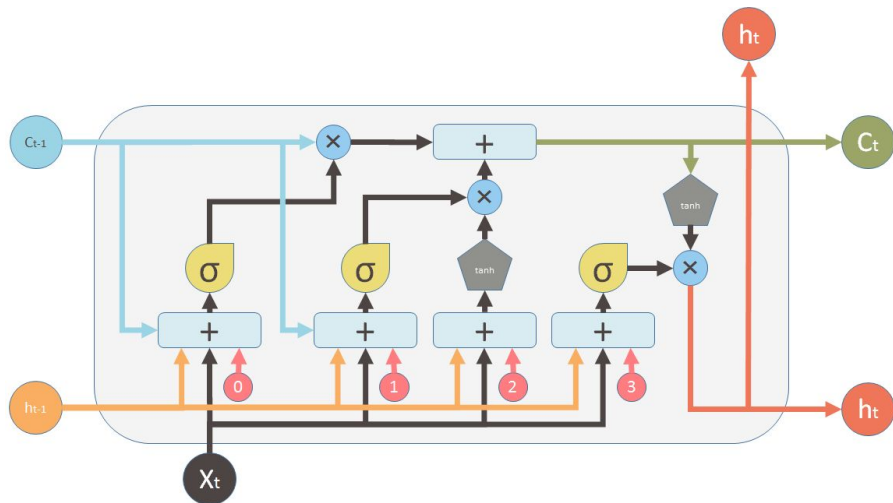 ht
Ct-1
×
+
Ct
×
tanh
σ
σ
tanh
σ
×
+
+
+
+
0
1
2
3
ht-1
ht
Xt